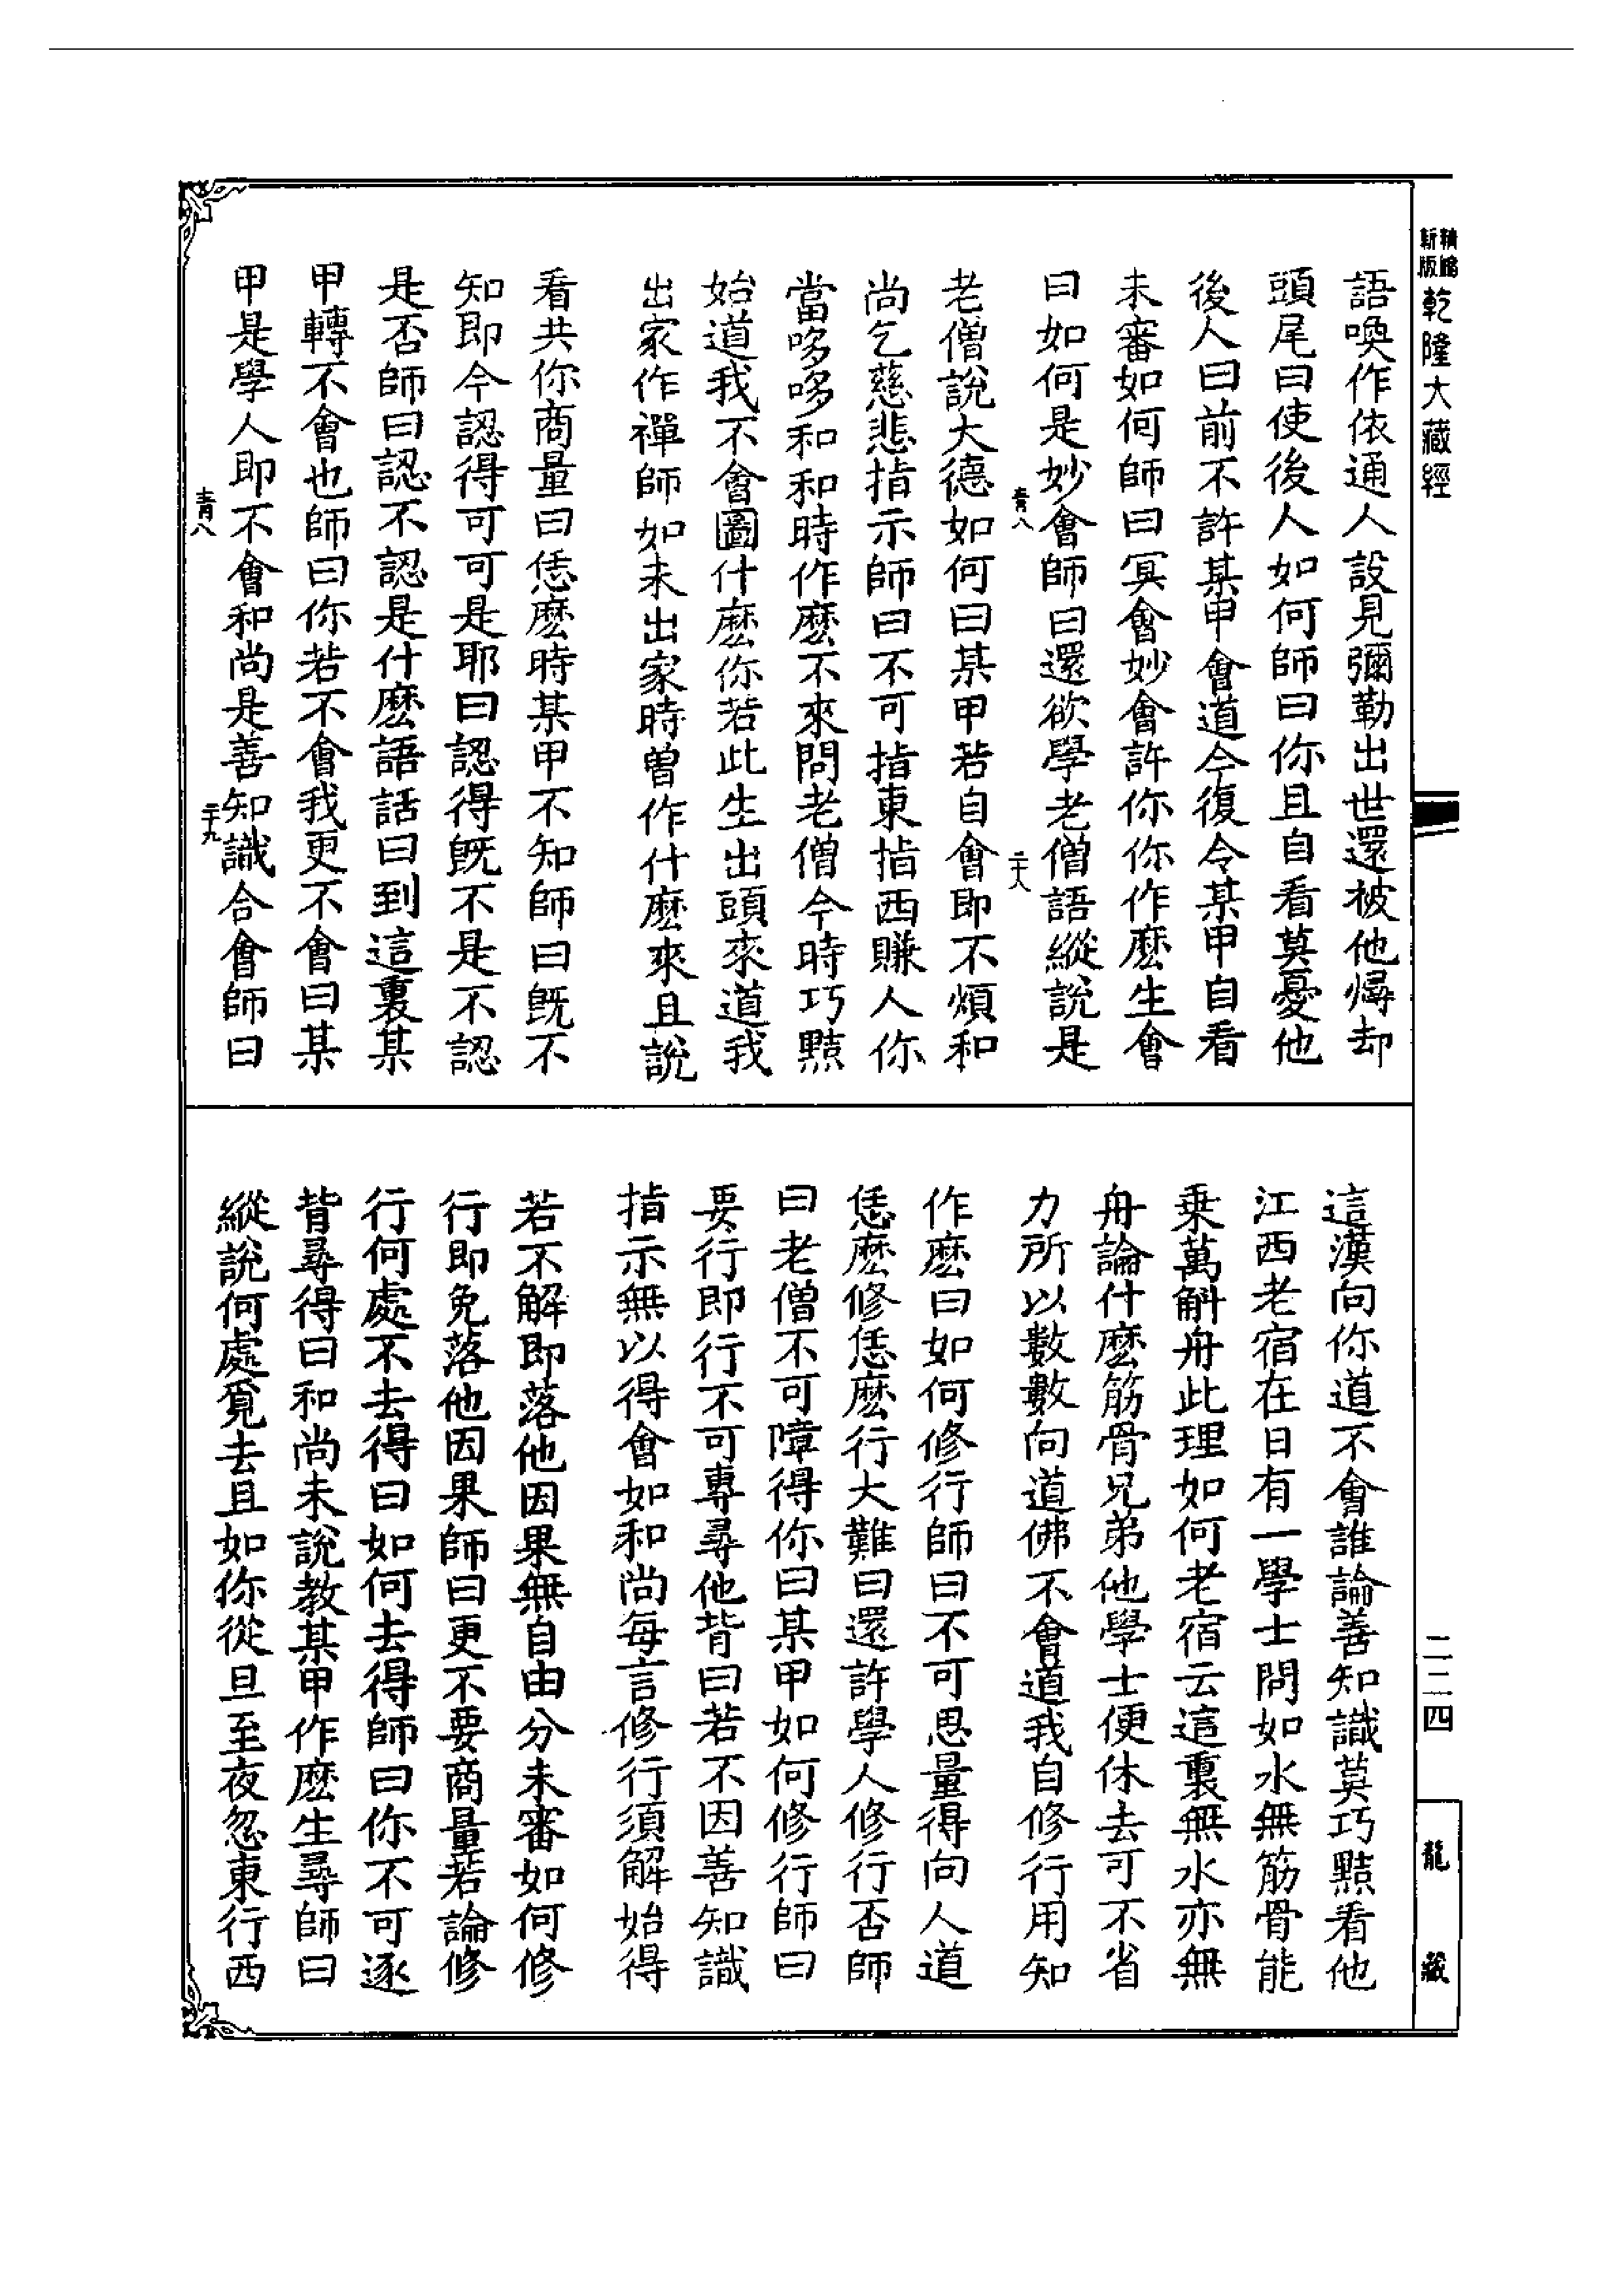 精縮新版乾隆大藏經
語喚作依通人設見彌勒出世還被他燖却
頭尾曰使後人如何師曰你且自看莫憂他
後人曰前不許某甲會道今復令某甲自看
未審如何師曰冥會妙會許你你作麽生會
曰如何是妙會師曰還欲學老僧語縱說是
青八
二十八
老僧說大德如何曰某甲若自會即不煩和
尚乞慈悲指示師曰不可指東指西賺人你
當哆哆和和時作麽不來問老僧今時巧黠
始道我不會圖什麽你若此生出頭來道我
出家作禪師如未出家時曾作什麽來且說
看共你商量曰恁麽時某甲不知師曰既不
知即今認得可可是耶曰認得既不是不認
是否師曰認不認是什麽語話曰到這裏某
甲轉不會也師曰你若不會我更不會曰某
甲是學人即不會和尚是善知識合會師曰
青八
二十九
這漢向你道不會誰論善知識莫巧黠看他
江西老宿在日有一學士問如水無筋骨能
乗萬斛舟此理如何老宿云這裏無水亦無
舟論什麽筋骨兄弟他學士便休去可不省
力所以數數向道佛不會道我自修行用知
作麽曰如何修行師曰不可思量得向人道
恁麽修恁麽行大難曰還許學人修行否師
曰老僧不可障得你曰某甲如何修行師曰
要行即行不可專尋他背曰若不因善知識
指示無以得會如和尚每言修行須解始得
若不解即落他因果無自由分未審如何修
行即免落他因果師曰更不要商量若論修
行何處不去得曰如何去得師曰你不可逐
背尋得曰和尚未說教某甲作麽生尋師曰
縱說何處覓去且如你從旦至夜忽東行西
二二四
龍藏